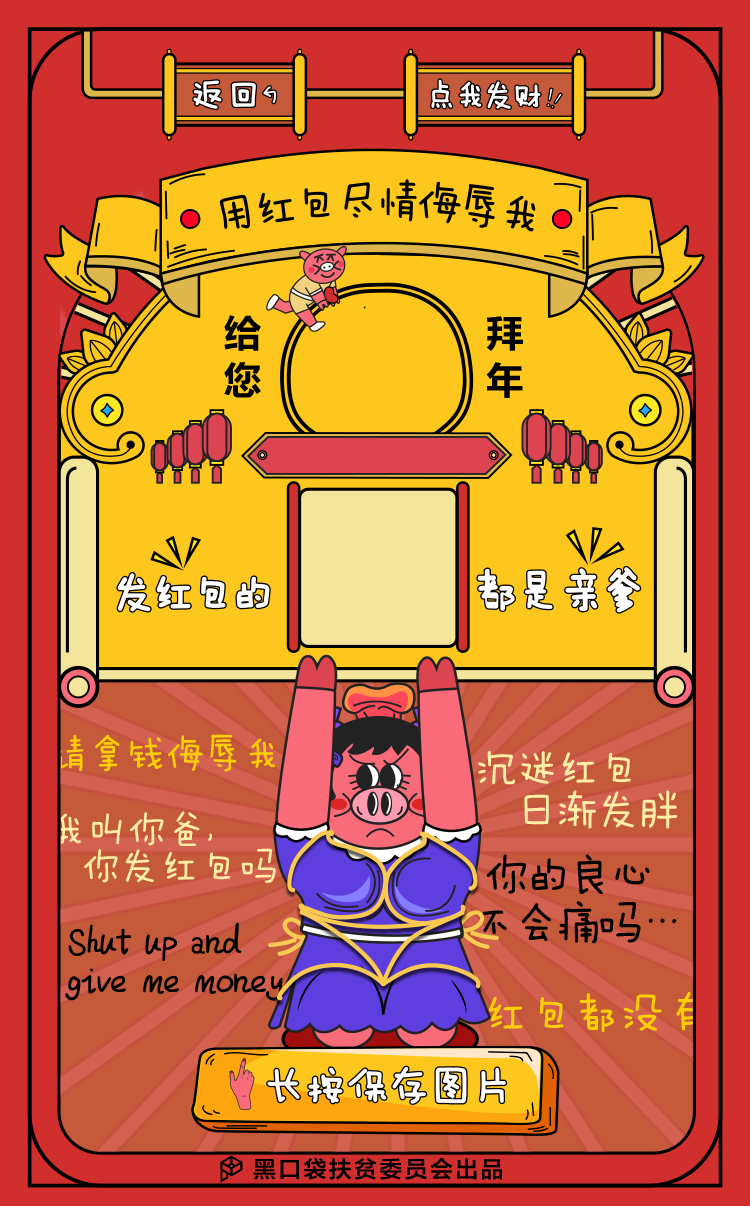 返回
点我发财!!
用红包尽情侮辱我
给您
拜年
发红包的
都是亲爹
请拿钱侮辱我
沉迷红包
日渐发胖
我叫你爸,
你发红包吗
你的良心
不会痛吗…
Shut up and
give me money
红包都没有
长按保存图片
黑口袋扶贫委员会出品